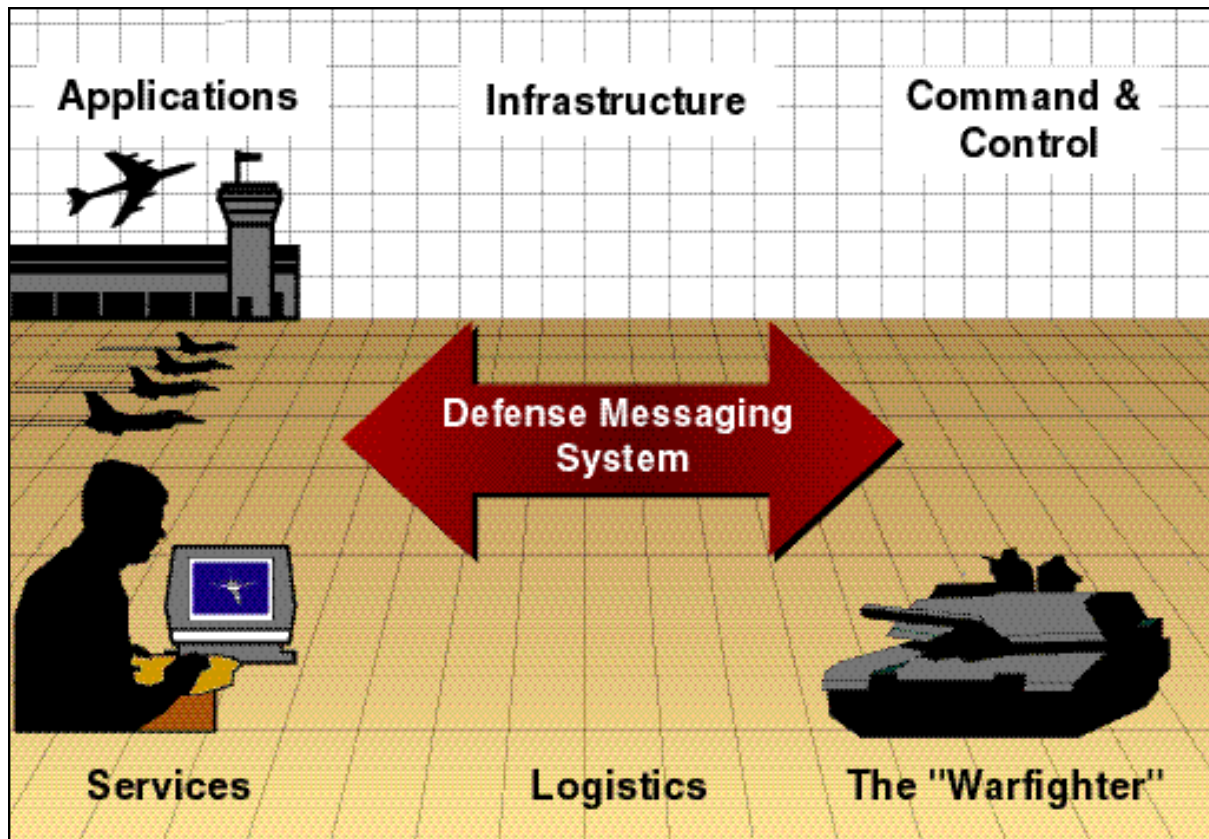 Applications
Infrastructure
Command &
Control
Defense Messaging
System
Services
Logistics
The "Warfighter"